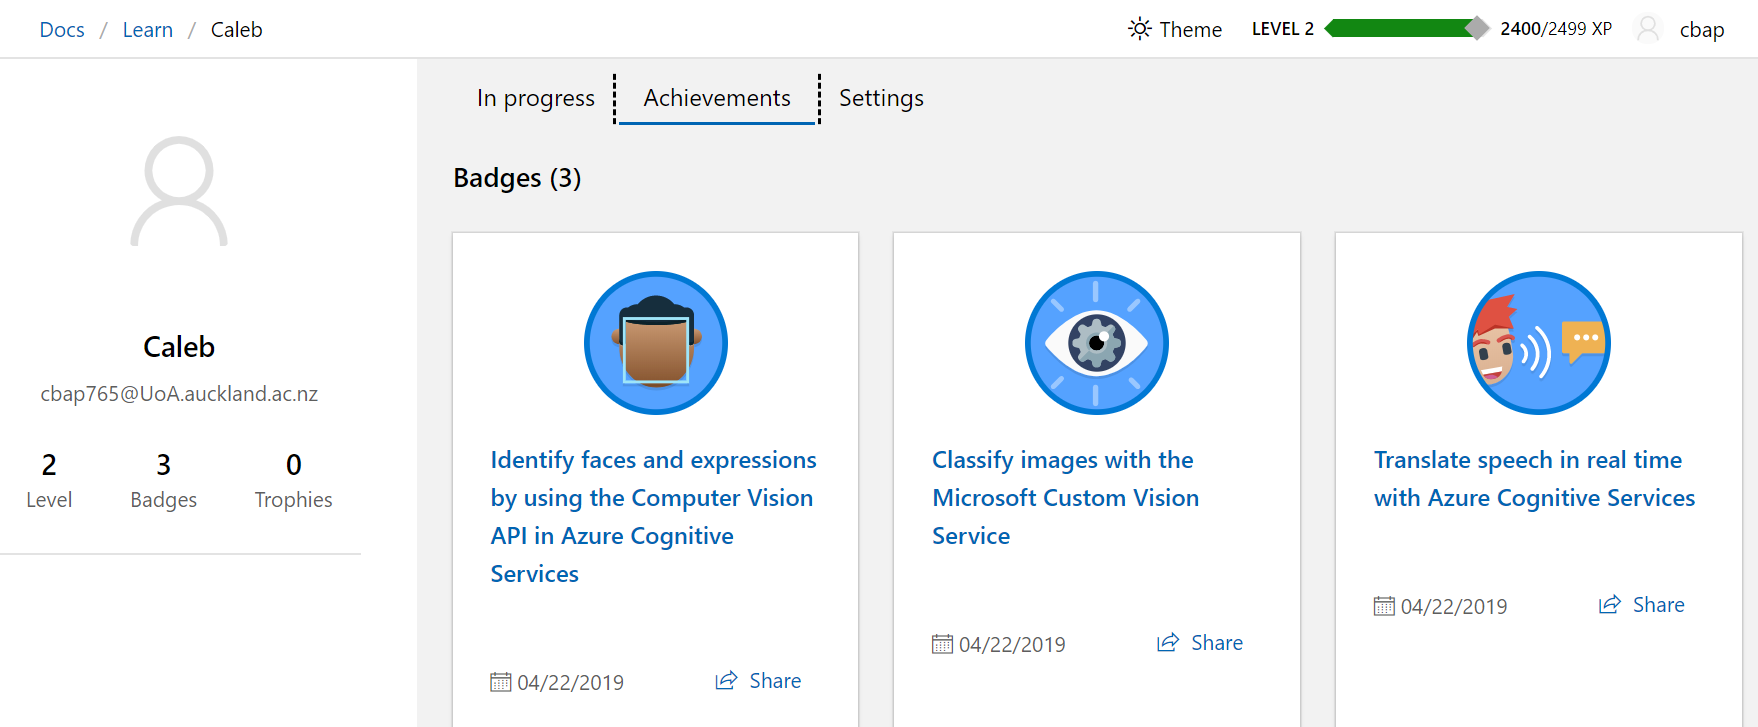 Docs / Learn / Caleb
Theme
LEVEL 2
2400/2499 XP
cbap
In progress
Achievements
Settings
Caleb
cbap765@UoA.auckland.ac.nz
2
Level
3
Badges
0
Trophies
Badges (3)
Identify faces and expressions
by using the Computer Vision
API in Azure Cognitive
Services
04/22/2019
Share
Classify images with the
Microsoft Custom Vision
Service
04/22/2019
Share
Translate speech in real time
with Azure Cognitive Services
04/22/2019
Share